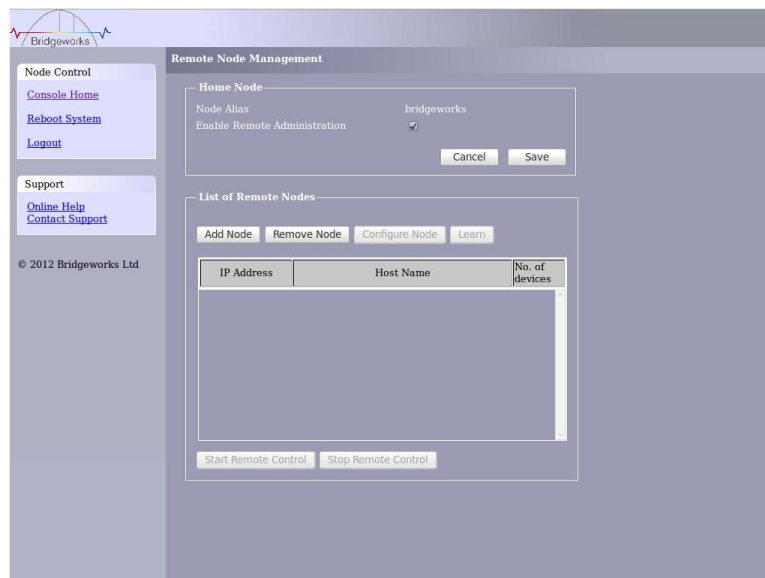 Bridgeworks
Node Control
Console Home
Reboot System
Logout
Support
Online Help
Contact Support
© 2012 Bridgeworks Ltd
Remote Node Management
Home Node
Node Alias bridgeworks
Enable Remote Administration
Cancel Save
List of Remote Nodes
Add Node Remove Node Configure Node Learn
IP Address Host Name No. of devices
Start Remote Control Stop Remote Control